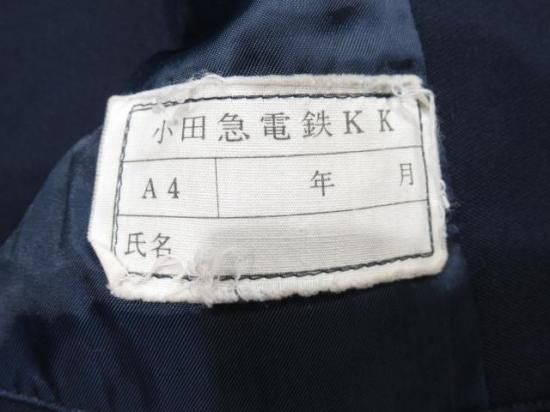 小田急電鉄KK
A4 年 月
氏名